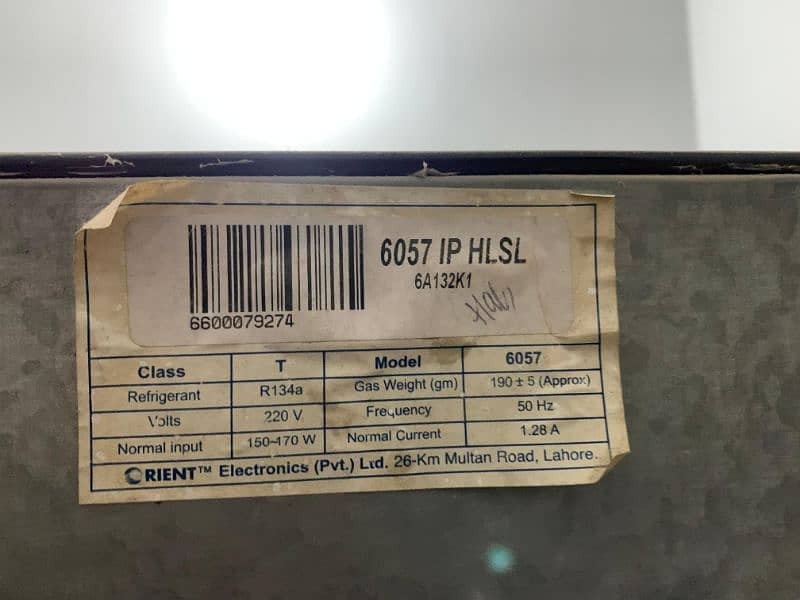 6057 IP HLSL
6A132K1
6600079274
Class T Model 6057
Refrigerant R134a Gas Weight (gm) 190 ± 5 (Approx)
Volts 220 V Frequency 50 Hz
Normal input 150~170 W Normal Current 1.28 A
ORIENT™ Electronics (Pvt.) Ltd. 26-Km Multan Road, Lahore.